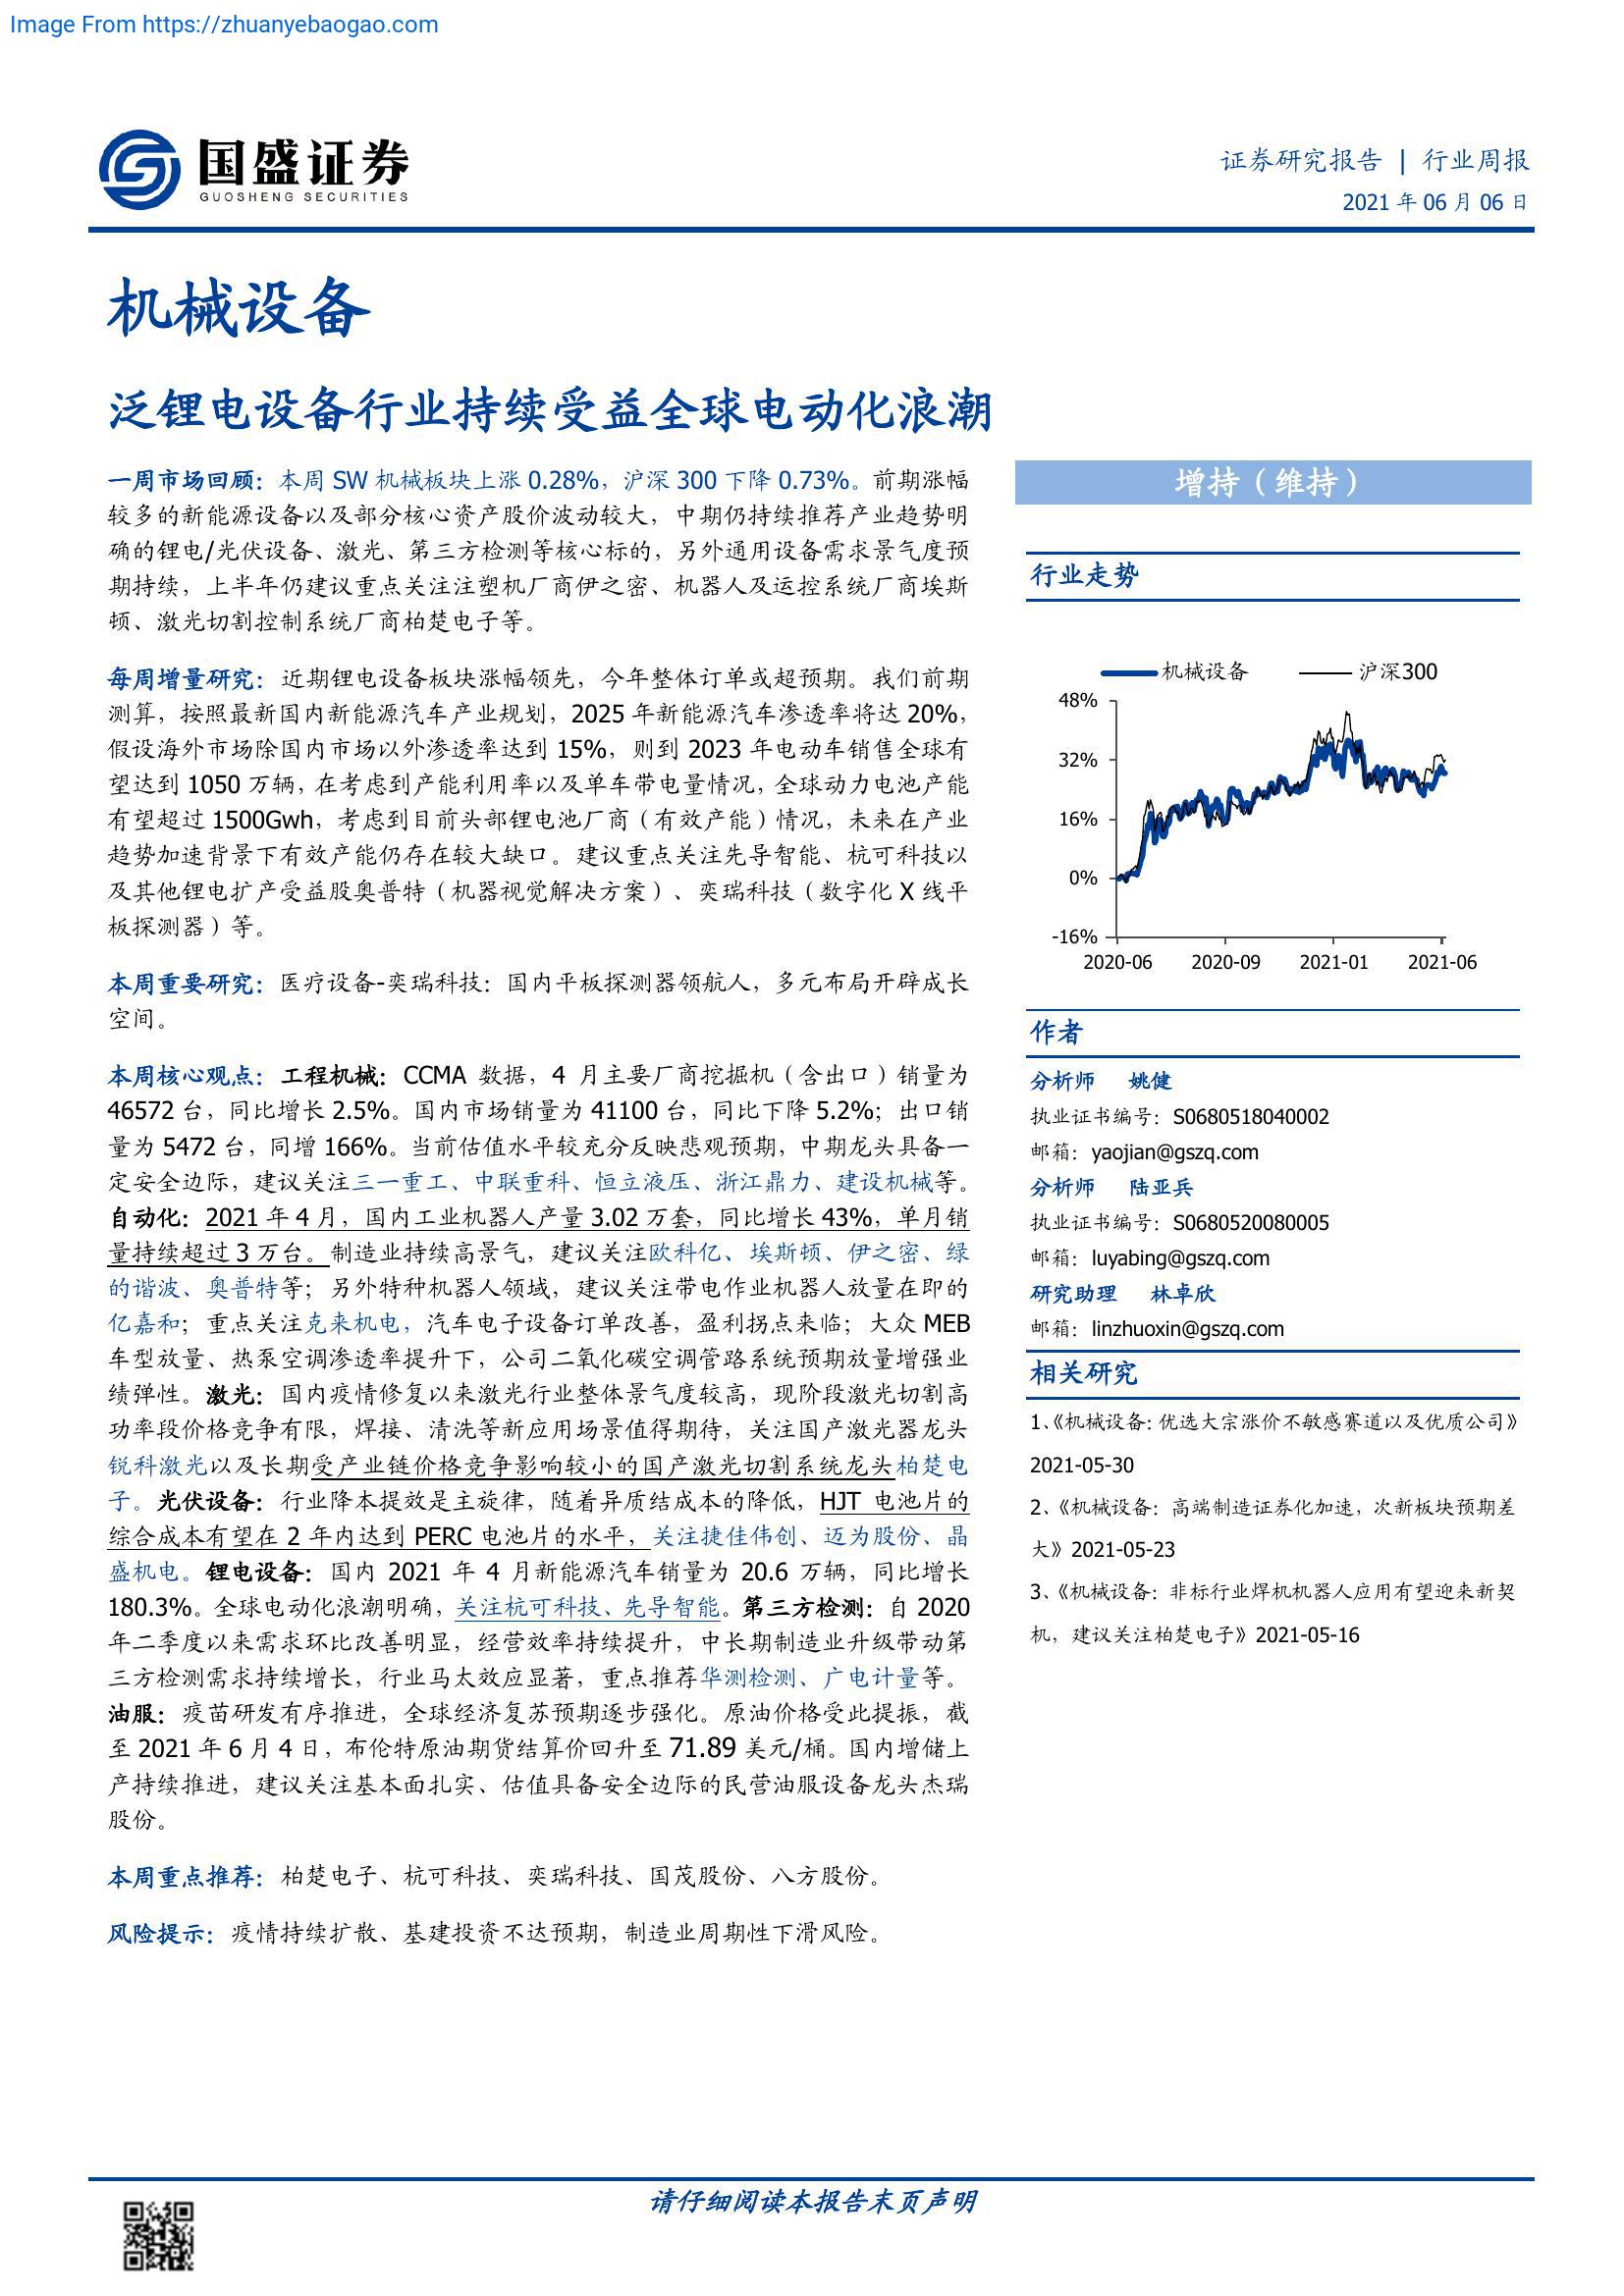 Image From https://zhuanyebaogao.com
国盛证券
GUOSHENG SECURITIES
证券研究报告 | 行业周报
2021 年 06 月 06 日
机械设备
泛锂电设备行业持续受益全球电动化浪潮
一周市场回顾：本周 SW 机械板块上涨 0.28%，沪深 300 下降 0.73%。前期涨幅
较多的新能源设备以及部分核心资产股价波动较大，中期仍持续推荐产业趋势明
确的锂电/光伏设备、激光、第三方检测等核心标的，另外通用设备需求景气度预
期持续，上半年仍建议重点关注注塑机厂商伊之密、机器人及运控系统厂商埃斯
顿、激光切割控制系统厂商柏楚电子等。
每周增量研究：近期锂电设备板块涨幅领先，今年整体订单或超预期。我们前期
测算，按照最新国内新能源汽车产业规划，2025 年新能源汽车渗透率将达 20%，
假设海外市场除国内市场以外渗透率达到 15%，则到 2023 年电动车销售全球有
望达到 1050 万辆，在考虑到产能利用率以及单车带电量情况，全球动力电池产能
有望超过 1500Gwh，考虑到目前头部锂电池厂商（有效产能）情况，未来在产业
趋势加速背景下有效产能仍存在较大缺口。建议重点关注先导智能、杭可科技以
及其他锂电扩产受益股奥普特（机器视觉解决方案）、奕瑞科技（数字化 X 线平
板探测器）等。
本周重要研究：医疗设备-奕瑞科技：国内平板探测器领航人，多元布局开辟成长
空间。
本周核心观点：工程机械：CCMA 数据，4 月主要厂商挖掘机（含出口）销量为
46572 台，同比增长 2.5%。国内市场销量为 41100 台，同比下降 5.2%；出口销
量为 5472 台，同增 166%。当前估值水平较充分反映悲观预期，中期龙头具备一
定安全边际，建议关注三一重工、中联重科、恒立液压、浙江鼎力、建设机械等。
自动化：2021 年 4 月，国内工业机器人产量 3.02 万套，同比增长 43%，单月销
量持续超过 3 万台。制造业持续高景气，建议关注欧科亿、埃斯顿、伊之密、绿
的谐波、奥普特等；另外特种机器人领域，建议关注带电作业机器人放量在即的
亿嘉和；重点关注克来机电，汽车电子设备订单改善，盈利拐点来临；大众 MEB
车型放量、热泵空调渗透率提升下，公司二氧化碳空调管路系统预期放量增强业
绩弹性。激光：国内疫情修复以来激光行业整体景气度较高，现阶段激光切割高
功率段价格竞争有限，焊接、清洗等新应用场景值得期待，关注国产激光器龙头
锐科激光以及长期受产业链价格竞争影响较小的国产激光切割系统龙头柏楚电
子。光伏设备：行业降本提效是主旋律，随着异质结成本的降低，HJT 电池片的
综合成本有望在 2 年内达到 PERC 电池片的水平，关注捷佳伟创、迈为股份、晶
盛机电。锂电设备：国内 2021 年 4 月新能源汽车销量为 20.6 万辆，同比增长
180.3%。全球电动化浪潮明确，关注杭可科技、先导智能。第三方检测：自 2020
年二季度以来需求环比改善明显，经营效率持续提升，中长期制造业升级带动第
三方检测需求持续增长，行业马太效应显著，重点推荐华测检测、广电计量等。
油服：疫苗研发有序推进，全球经济复苏预期逐步强化。原油价格受此提振，截
至 2021 年 6 月 4 日，布伦特原油期货结算价回升至 71.89 美元/桶。国内增储上
产持续推进，建议关注基本面扎实、估值具备安全边际的民营油服设备龙头杰瑞
股份。
本周重点推荐：柏楚电子、杭可科技、奕瑞科技、国茂股份、八方股份。
风险提示：疫情持续扩散、基建投资不达预期，制造业周期性下滑风险。
增持（维持）
行业走势
机械设备 沪深300
48%
32%
16%
0%
-16%
2020-06 2020-09 2021-01 2021-06
作者
分析师 姚健
执业证书编号：S0680518040002
邮箱：yaojian@gszq.com
分析师 陆亚兵
执业证书编号：S0680520080005
邮箱：luyabing@gszq.com
研究助理 林卓欣
邮箱：linzhuoxin@gszq.com
相关研究
1、《机械设备：优选大宗涨价不敏感赛道以及优质公司》
2021-05-30
2、《机械设备：高端制造证券化加速，次新板块预期差
大》2021-05-23
3、《机械设备：非标行业焊机机器人应用有望迎来新契
机，建议关注柏楚电子》2021-05-16
请仔细阅读本报告末页声明